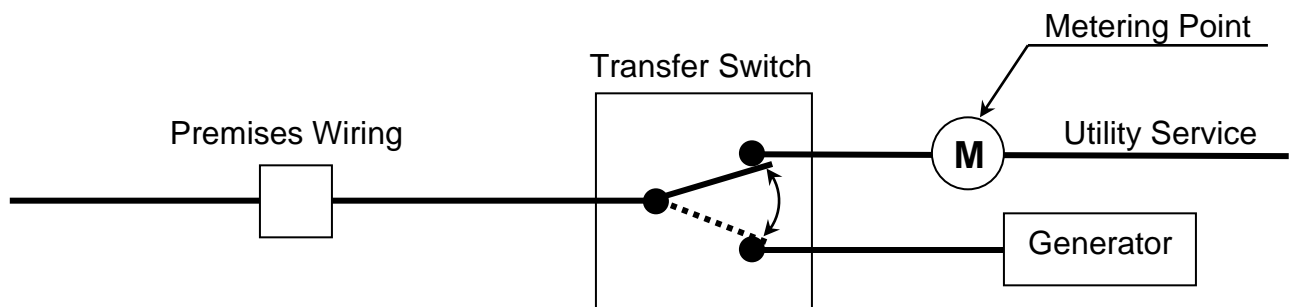 Metering Point
Transfer Switch
Premises Wiring
Utility Service
M
Generator